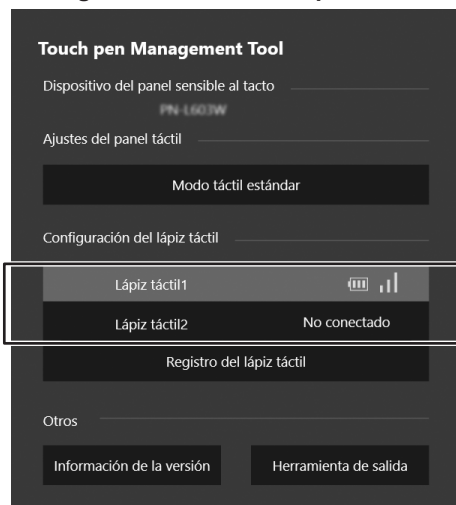 Touch pen Management Tool
Dispositivo del panel sensible al tacto
PN-L603W
Ajustes del panel táctil
Modo táctil estándar
Configuración del lápiz táctil
Lápiz táctil1
Lápiz táctil2 No conectado
Registro del lápiz táctil
Otros
Información de la versión Herramienta de salida